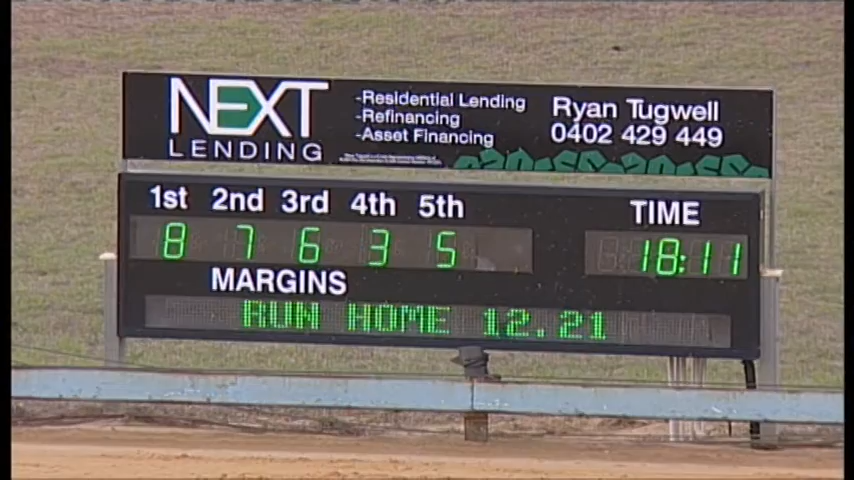 NEXT
LENDING
-Residential Lending
-Refinancing
-Asset Financing
Ryan Tugwell
0402 429 449
1st 2nd 3rd 4th 5th
8 7 6 3 5
TIME
18:11
MARGINS
RUN HOME 12.21